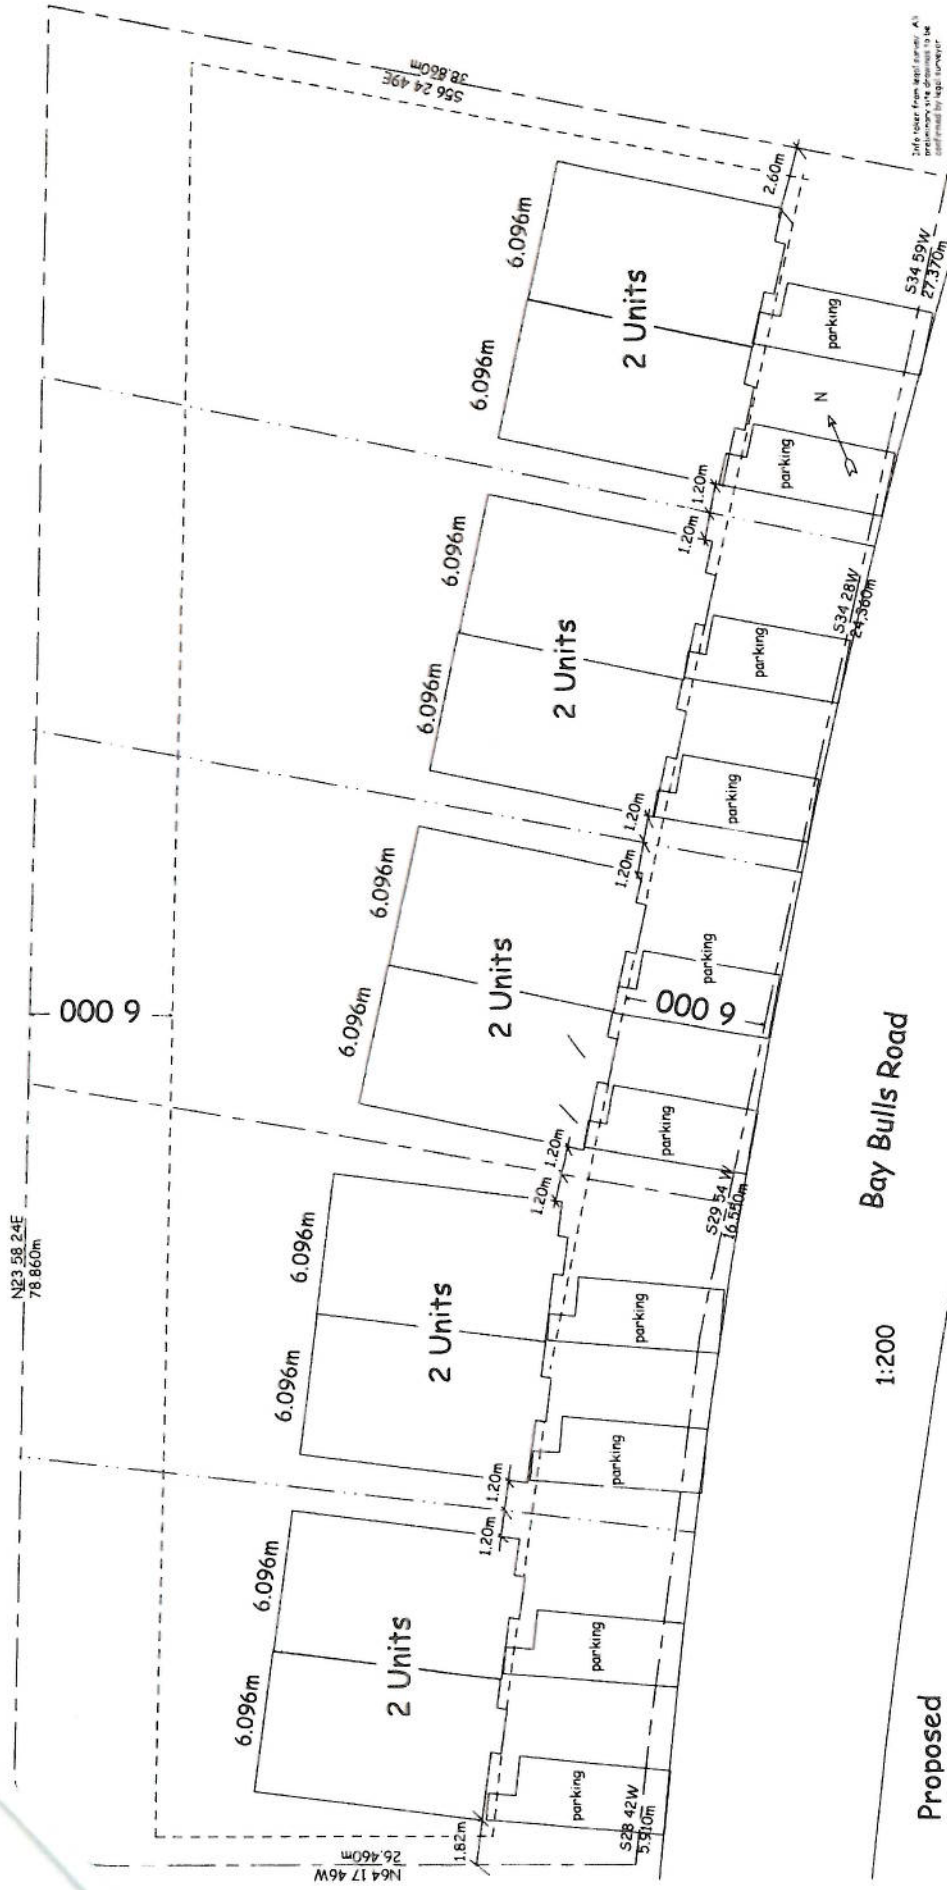 Info taken from legal survey. All
preliminary site drawings to be
confirmed by legal surveyor
S56 24 49E
38.860m
N23 58 24E
78.860m
N64 17 46W
26.460m
6 000
6 000
6.096m
6.096m
2 Units
2.60m
1.20m
1.20m
6.096m
6.096m
2 Units
1.20m
1.20m
6.096m
6.096m
2 Units
1.20m
1.20m
6.096m
6.096m
2 Units
1.20m
1.20m
6.096m
6.096m
2 Units
1.82m
parking
parking
parking
parking
parking
parking
parking
parking
parking
parking
N
S34 59W
27.370m
S34 28W
24.360m
S29 54 W
16.550m
S28 42W
5.910m
Bay Bulls Road
1:200
Proposed